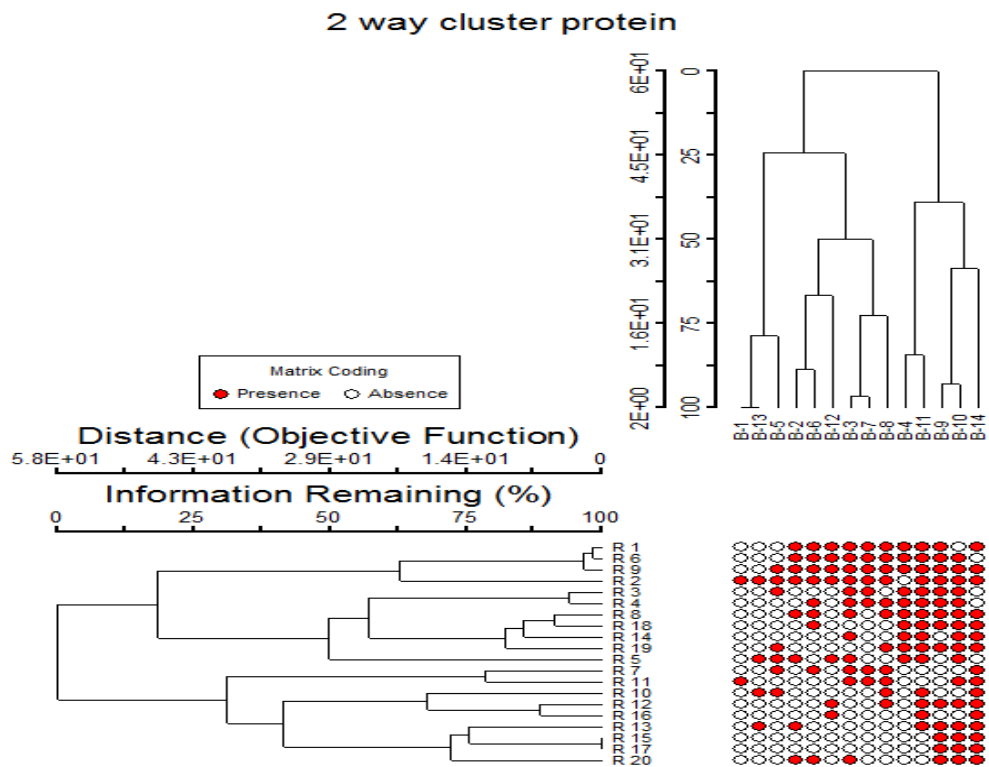 2 way cluster protein
6E+01 4.5E+01 3.1E+01 1.6E+01 2E+00
0 25 50 75 100
Matrix Coding
Presence Absence
B-1 B-13 B-5 B-2 B-6 B-12 B-3 B-7 B-8 B-4 B-11 B-9 B-10 B-14
Distance (Objective Function)
5.8E+01 4.3E+01 2.9E+01 1.4E+01 0
Information Remaining (%)
0 25 50 75 100
R 1
R 6
R 9
R 2
R 3
R 4
R 8
R 18
R 14
R 19
R 5
R 7
R 11
R 10
R 12
R 16
R 13
R 15
R 17
R 20